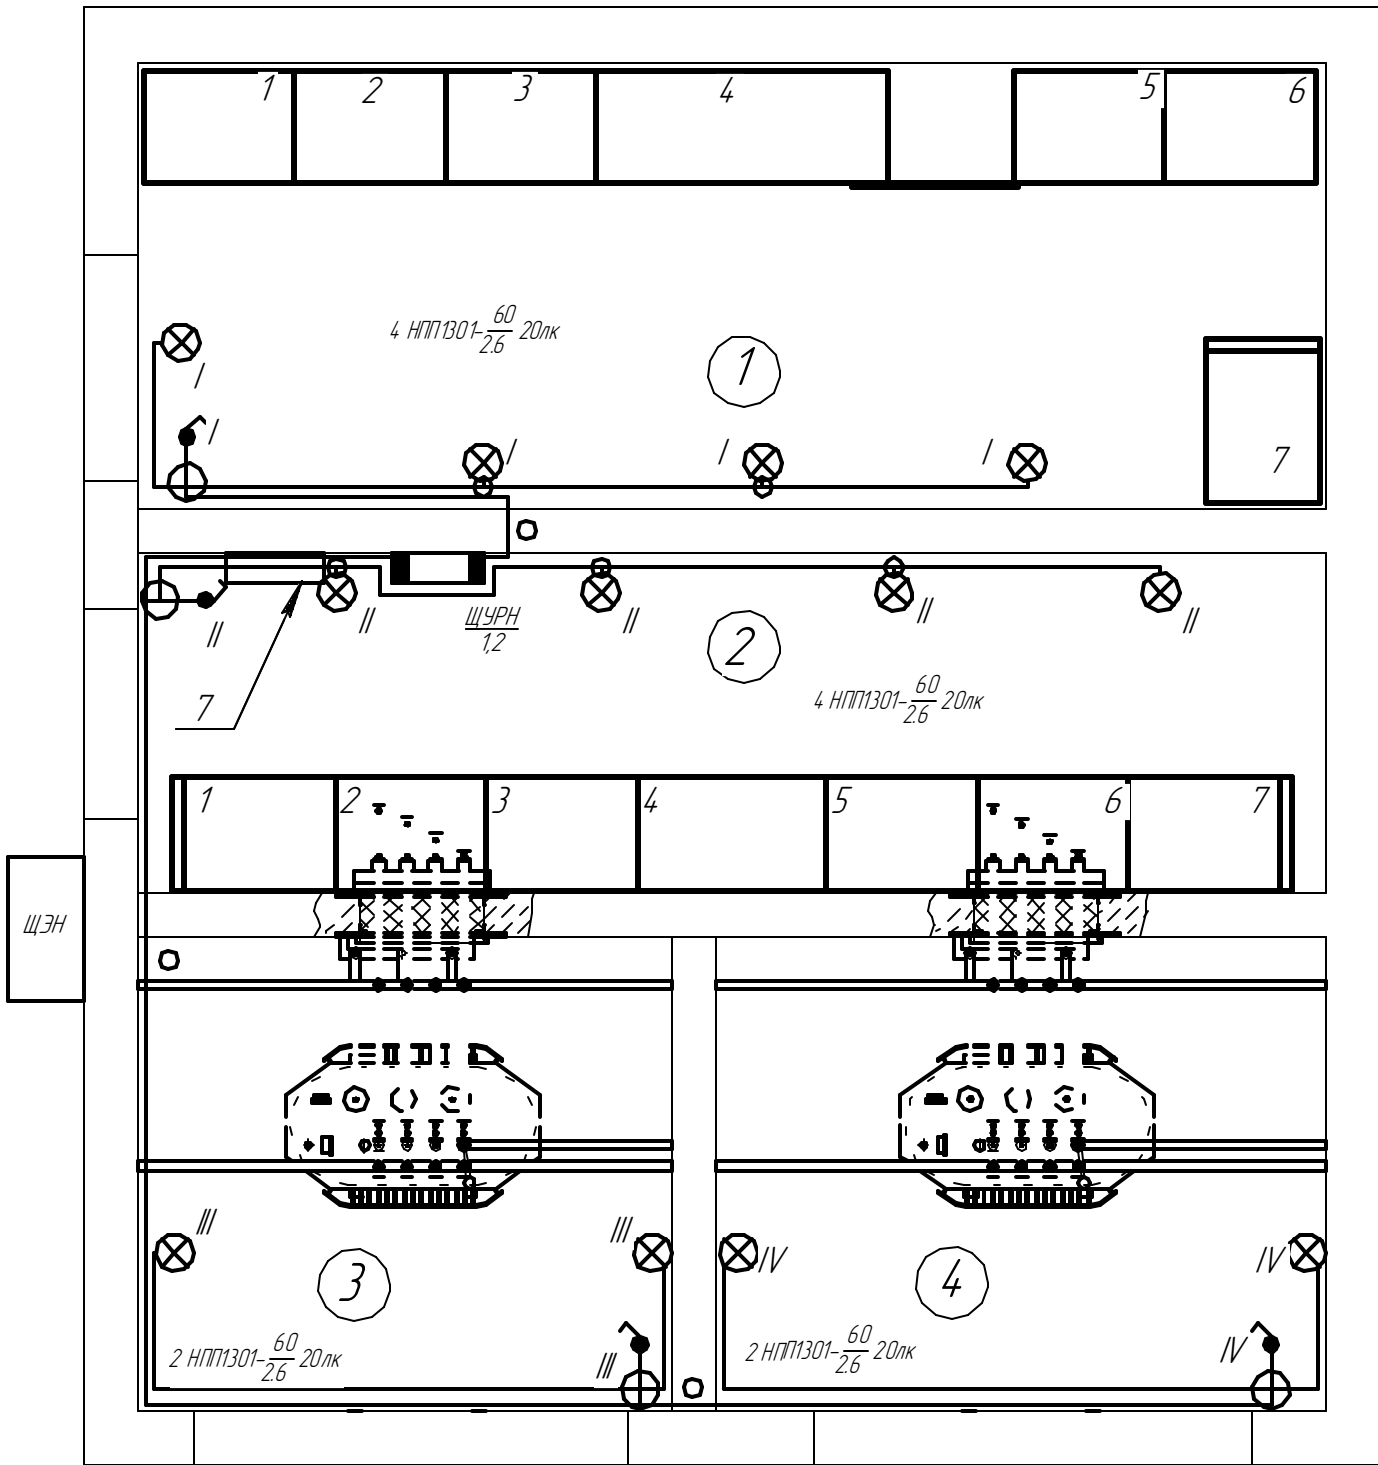 1 2 3 4 5 6
4 НПП1301-60/2.6 20лк
1
I
I I I I
7
II II II II II
ЩУРН
1,2
2
7
4 НПП1301-60/2.6 20лк
1 2 3 4 5 6 7
ЩЭН
III III IV IV
3 4
2 НПП1301-60/2.6 20лк
2 НПП1301-60/2.6 20лк
III IV